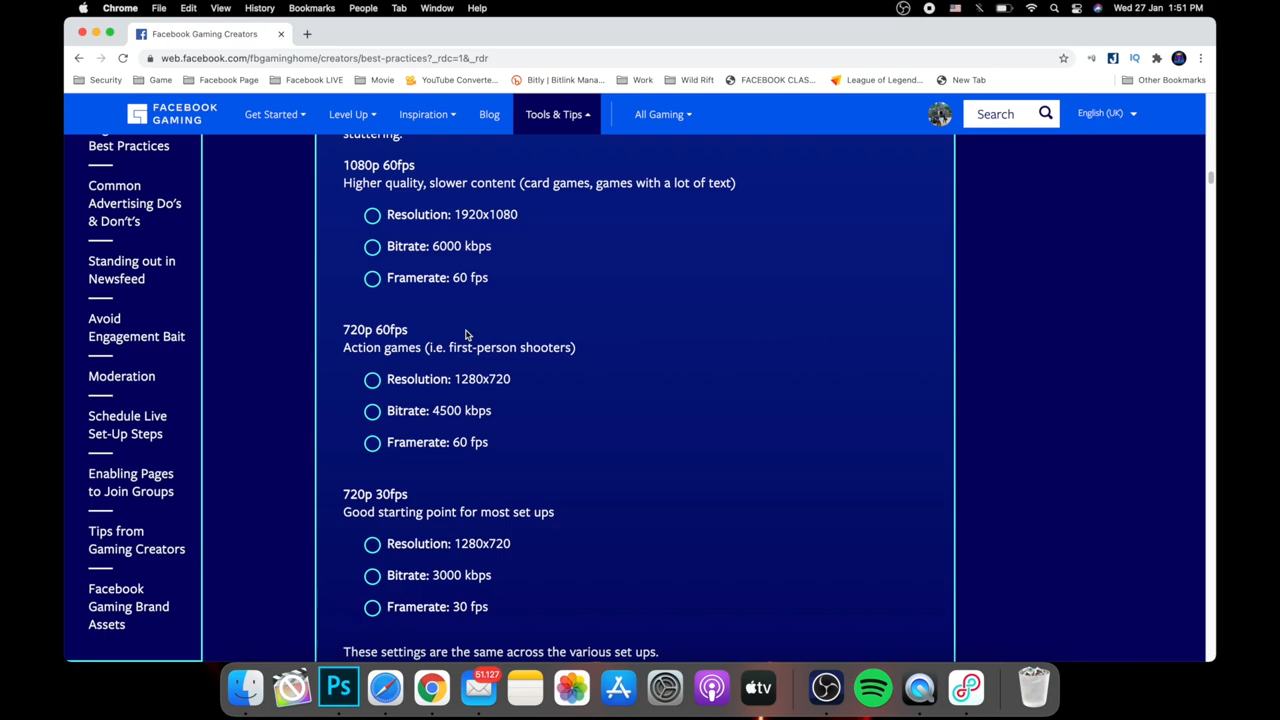 Chrome File Edit View History Bookmarks People Tab Window Help
Wed 27 Jan 1:51 PM
Facebook Gaming Creators
web.facebook.com/fbgaminghome/creators/best-practices?_rdc=1&_rdr
Security Game Facebook Page Facebook LIVE Movie YouTube Converte... Bitly | Bitlink Mana... Work Wild Rift FACEBOOK CLAS... League of Legend... New Tab Other Bookmarks
FACEBOOK
GAMING
Get Started Level Up Inspiration Blog Tools & Tips All Gaming Search English (UK)
Best Practices
Common
Advertising Do's
& Don't's
Standing out in
Newsfeed
Avoid
Engagement Bait
Moderation
Schedule Live
Set-Up Steps
Enabling Pages
to Join Groups
Tips from
Gaming Creators
Facebook
Gaming Brand
Assets
stuttering.
1080p 60fps
Higher quality, slower content (card games, games with a lot of text)
Resolution: 1920x1080
Bitrate: 6000 kbps
Framerate: 60 fps
720p 60fps
Action games (i.e. first-person shooters)
Resolution: 1280x720
Bitrate: 4500 kbps
Framerate: 60 fps
720p 30fps
Good starting point for most set ups
Resolution: 1280x720
Bitrate: 3000 kbps
Framerate: 30 fps
These settings are the same across the various set ups.
Ps
51.127
tv